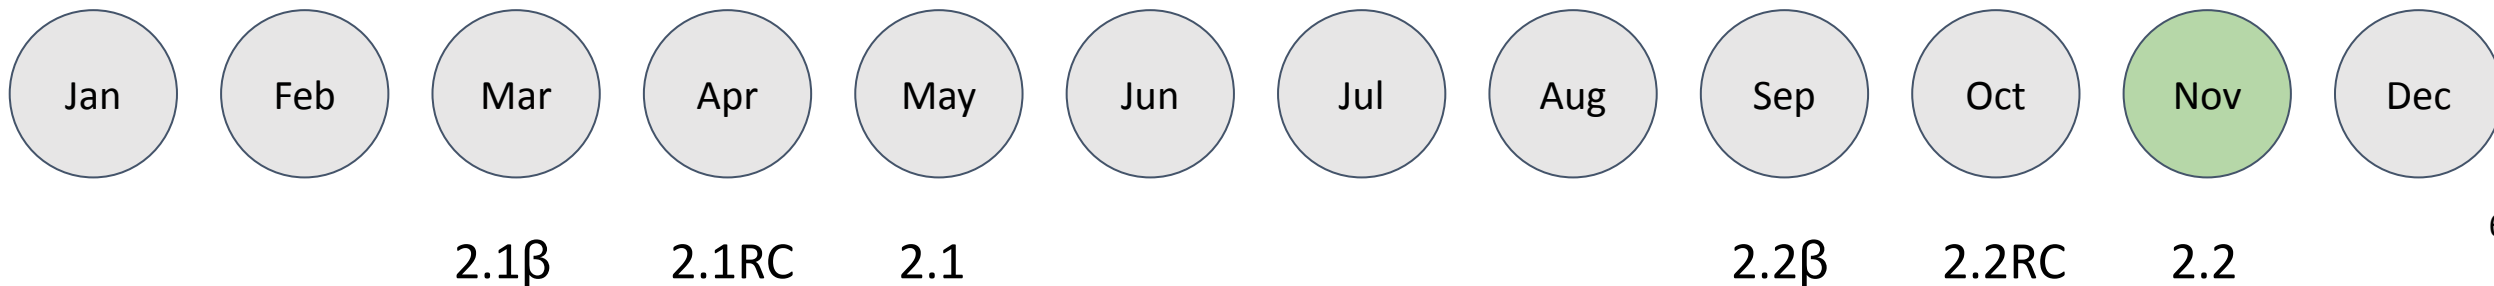 Jan Feb Mar Apr May Jun Jul Aug Sep Oct Nov Dec
2.1β 2.1RC 2.1 2.2β 2.2RC 2.2